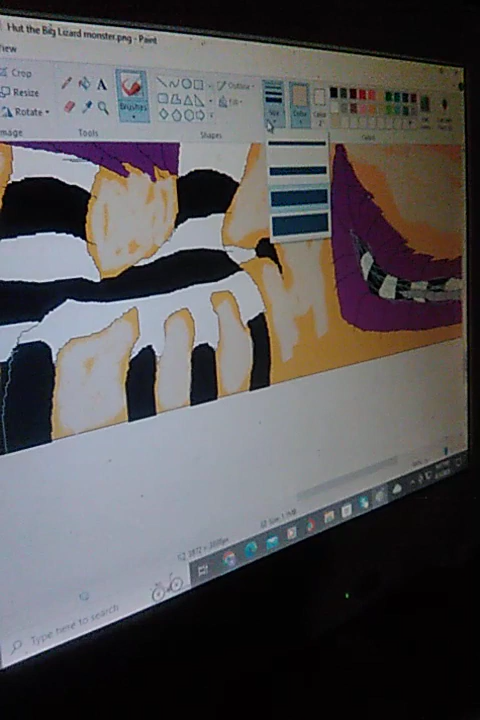 Hut the Big Lizard monster.png - Paint
View
Crop
Resize
Rotate
Image
A
Tools
Brushes
Shapes
Outline
Fill
Size
Color
Color
2
Colors
Type here to search